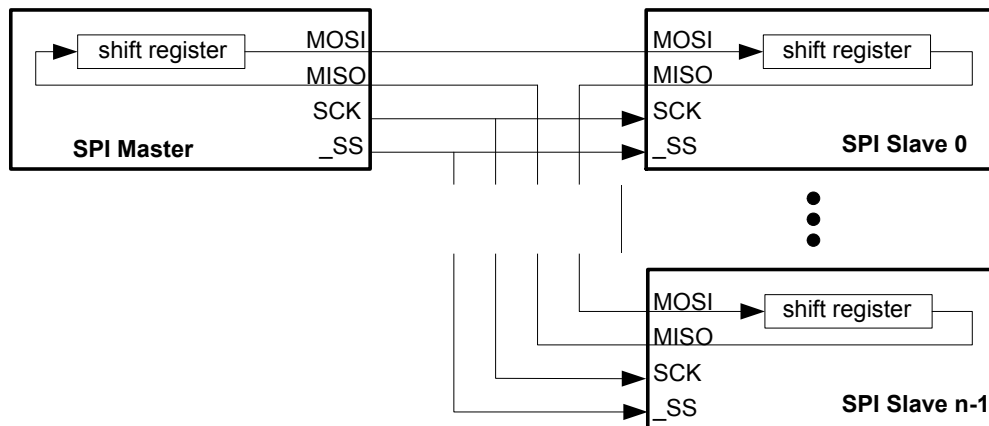 shift register
MOSI
MISO
SCK
_SS
SPI Master
MOSI
shift register
MISO
SCK
_SS
SPI Slave 0
MOSI
shift register
MISO
SCK
_SS
SPI Slave n-1